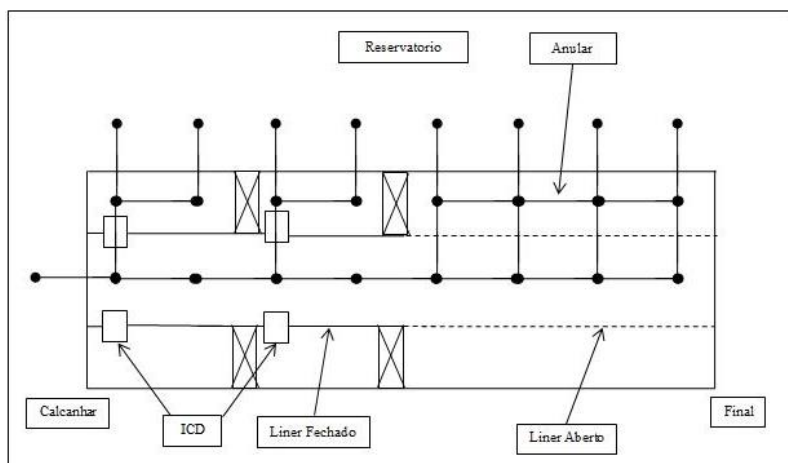 Reservatorio
Anular
Calcanhar
ICD
Liner Fechado
Liner Aberto
Final